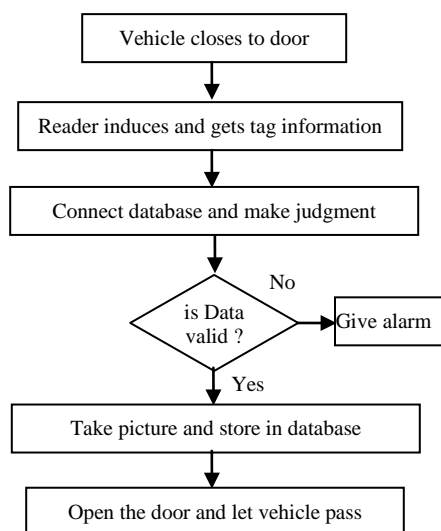 Vehicle closes to door
Reader induces and gets tag information
Connect database and make judgment
No
is Data
valid ?
Give alarm
Yes
Take picture and store in database
Open the door and let vehicle pass